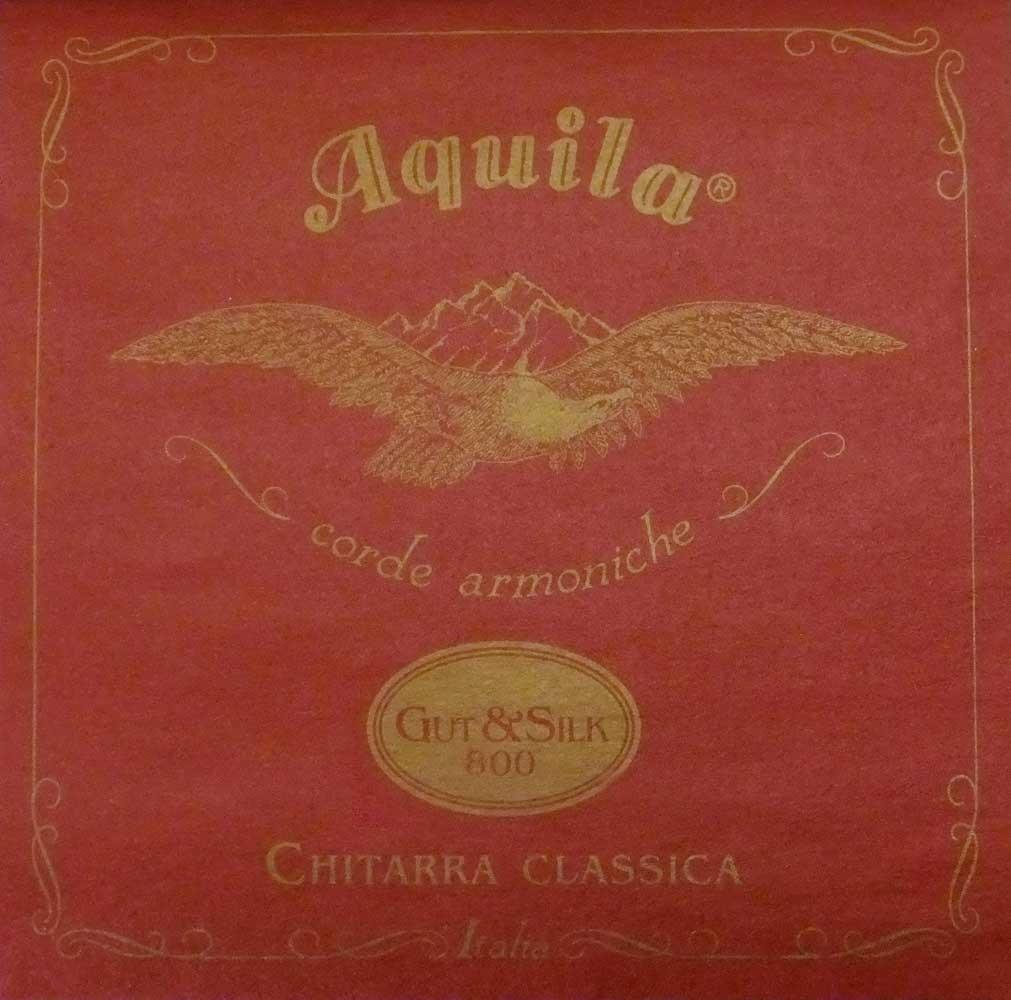 Aquila®
corde armoniche
GUT & SILK
800
CHITARRA CLASSICA
Italia